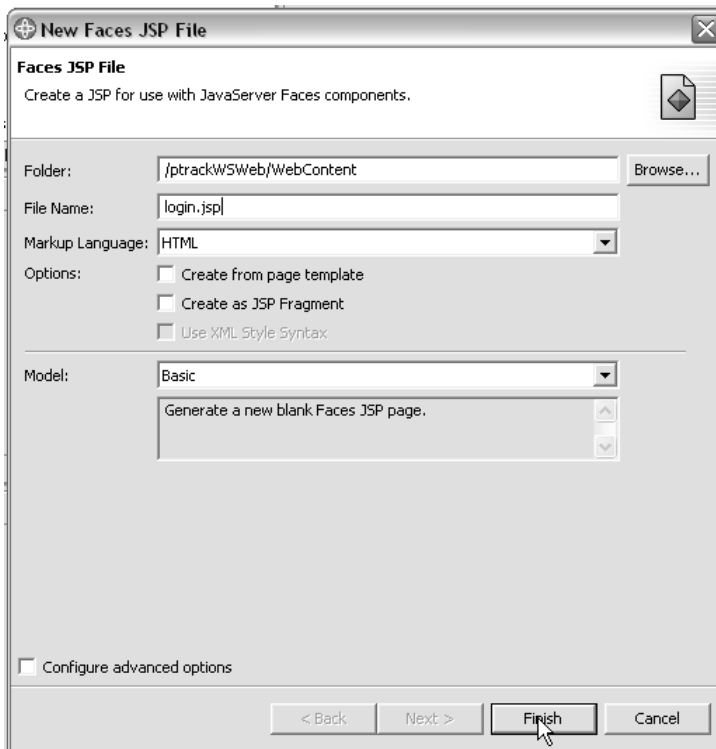 New Faces JSP File
Faces JSP File
Create a JSP for use with JavaServer Faces components.
Folder: /ptrackWSWeb/WebContent Browse...
File Name: login.jsp
Markup Language: HTML
Options: Create from page template
Create as JSP Fragment
Use XML Style Syntax
Model: Basic
Generate a new blank Faces JSP page.
Configure advanced options
< Back Next > Finish Cancel